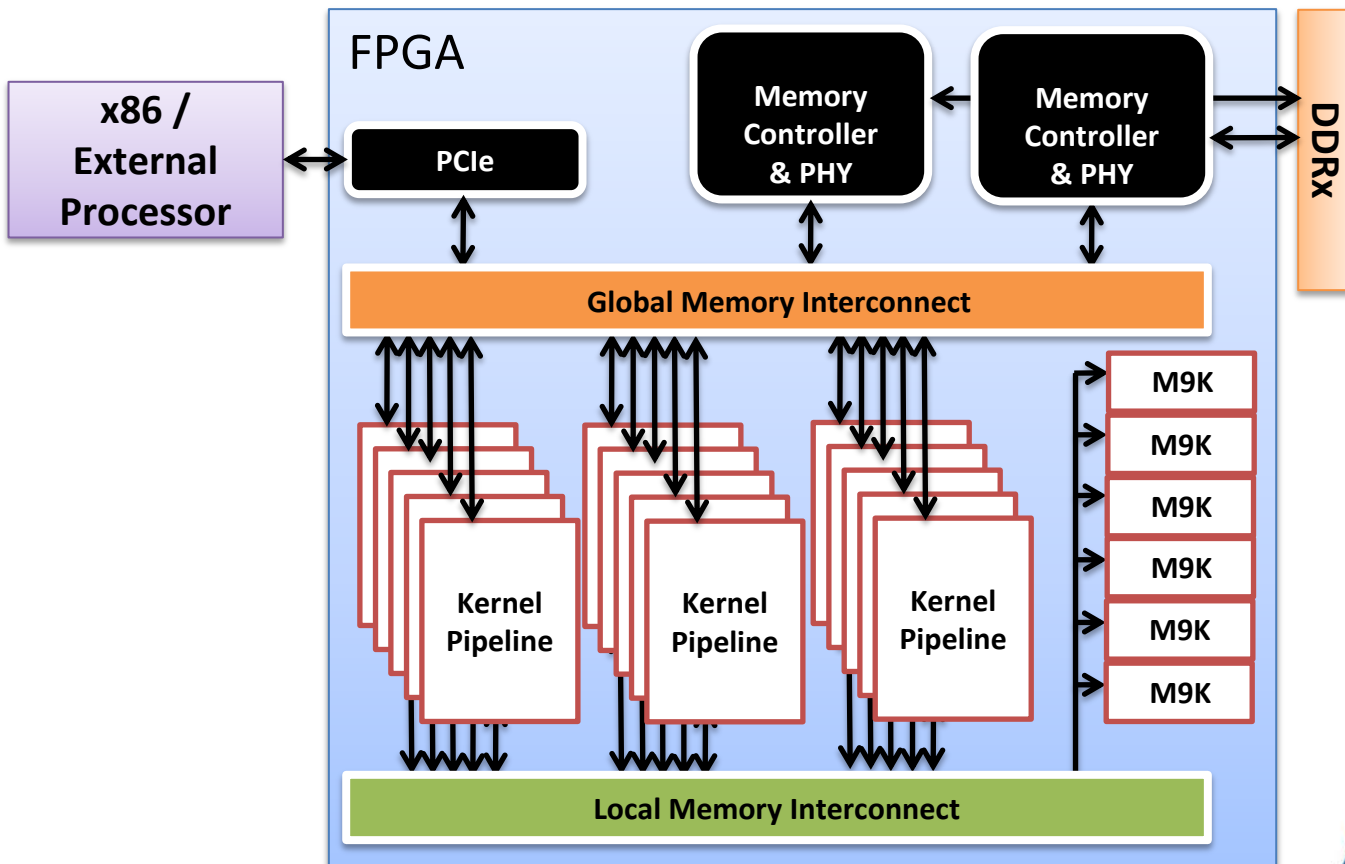 FPGA
x86 /
External
Processor
PCIe
Memory
Controller
& PHY
Memory
Controller
& PHY
DDRx
Global Memory Interconnect
M9K
M9K
M9K
M9K
M9K
M9K
Kernel
Pipeline
Kernel
Pipeline
Kernel
Pipeline
Local Memory Interconnect